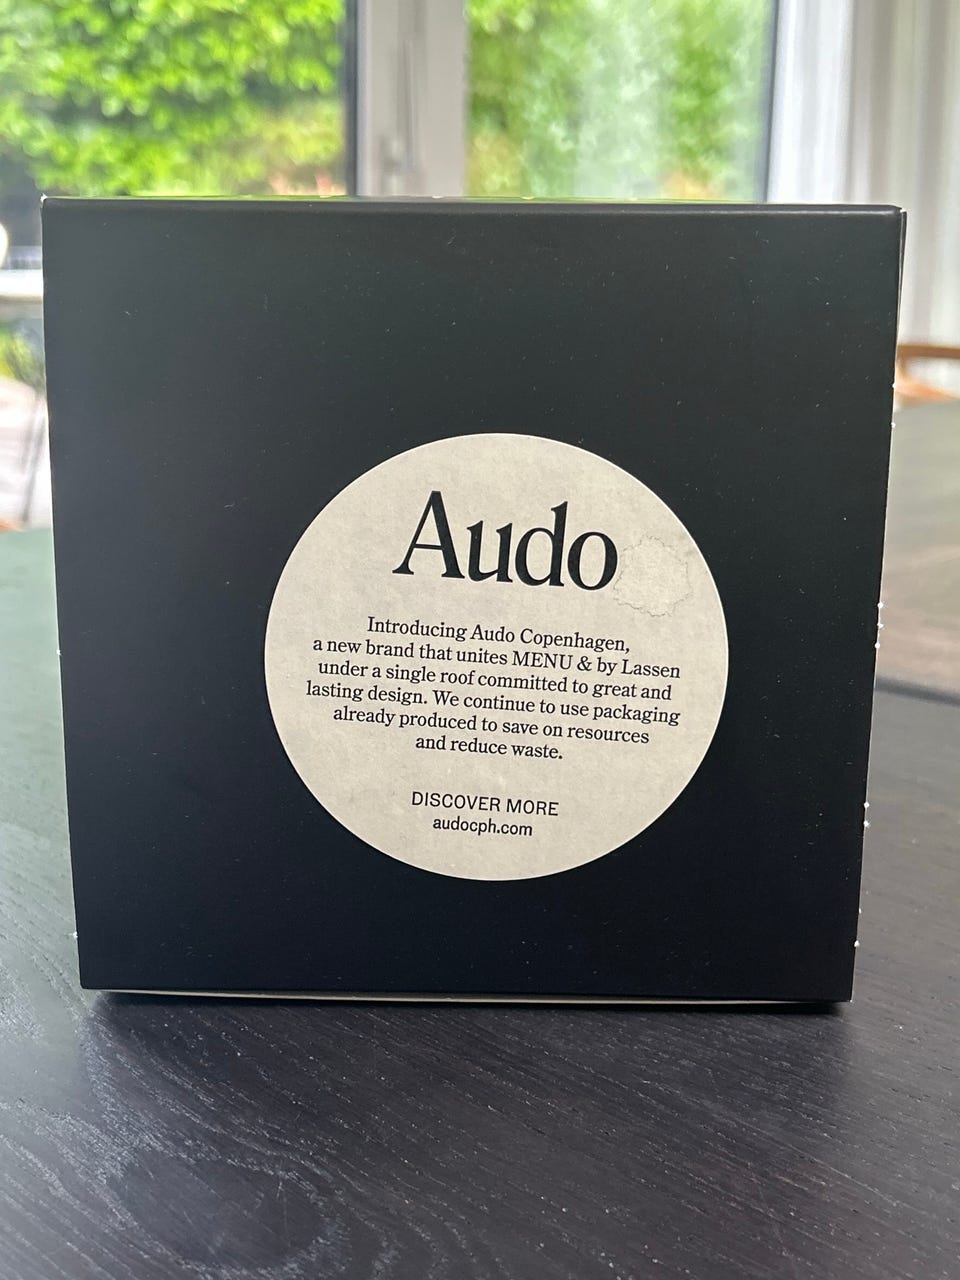 Audo
Introducing Audo Copenhagen,
a new brand that unites MENU & by Lassen
under a single roof committed to great and
lasting design. We continue to use packaging
already produced to save on resources
and reduce waste.
DISCOVER MORE
audocph.com